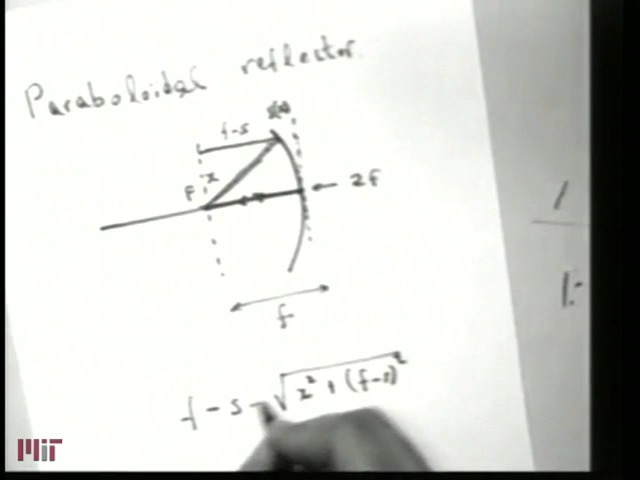 Paraboloidal reflector
f-s
x
F
2F
f
f - s = √x² + (f-s)²
MIT